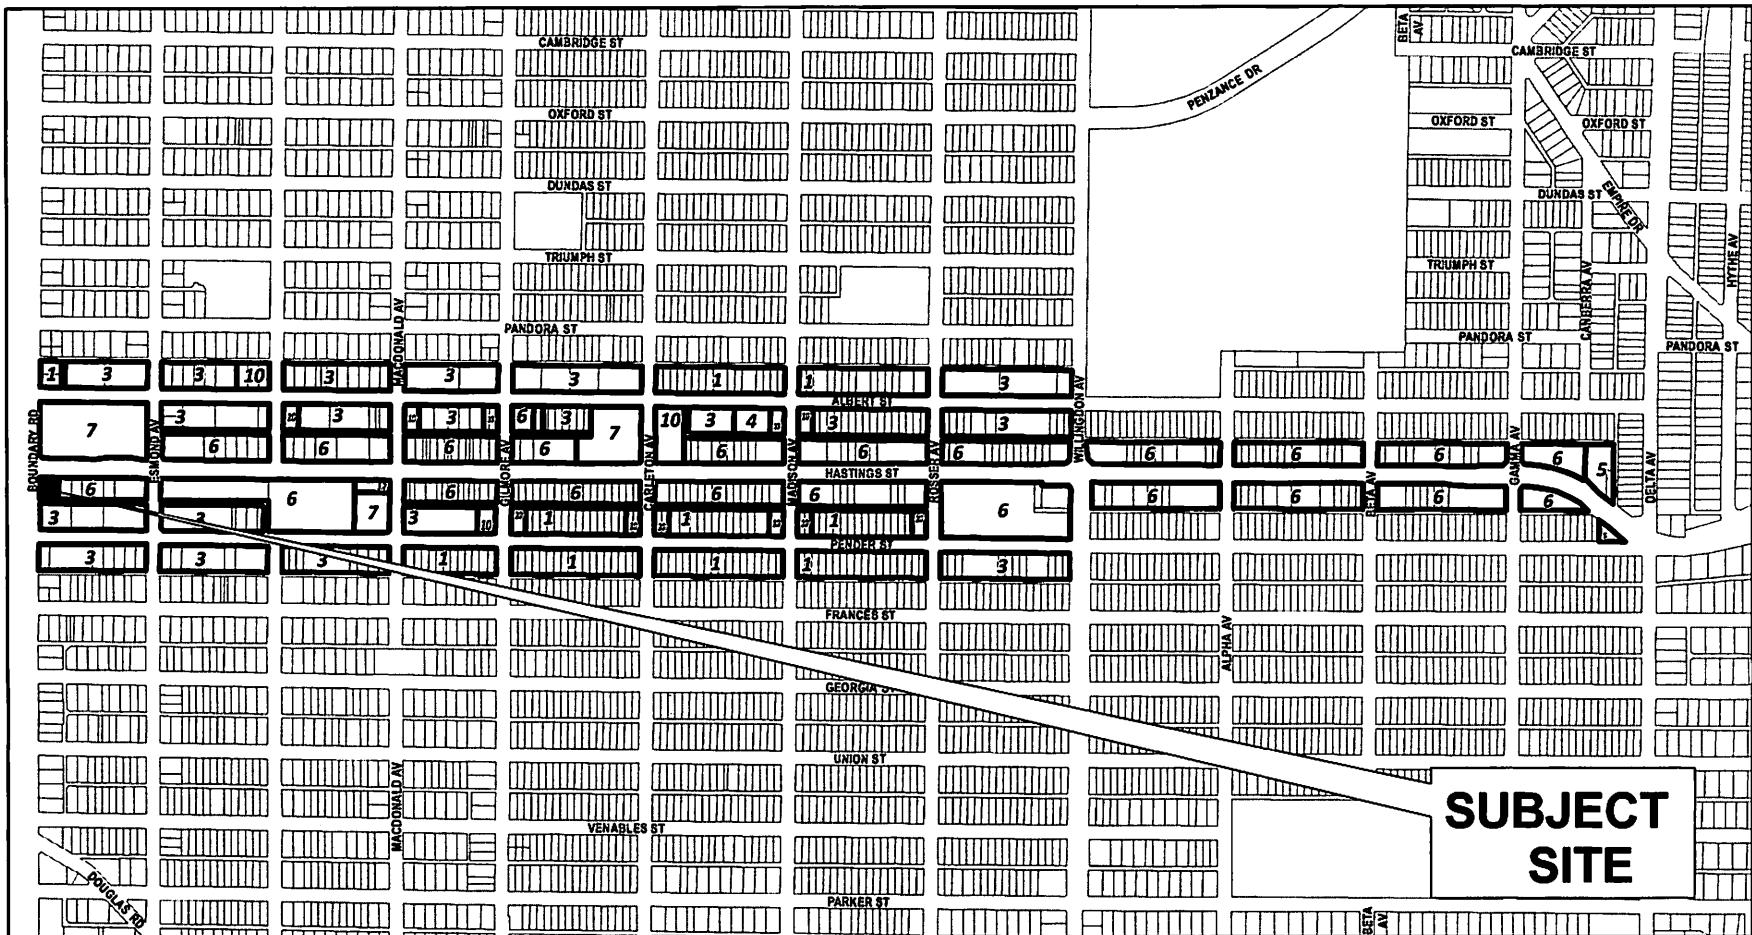 BETA AV
CAMBRIDGE ST
CAMBRIDGE ST
PENZANCE DR
OXFORD ST
OXFORD ST
OXFORD ST
DUNDAS ST
DUNDAS ST
EMPIRE DR
HYTHE AV
TRIUMPH ST
TRIUMPH ST
CANBERRA AV
MACDONALD AV
PANDORA ST
PANDORA ST
PANDORA ST
1 3 3 10 3 3 3 1 1 3
ALBERT ST
WILLINGDON AV
3 3 3 6 3 10 3 4 3 3
7 7
BOUNDARY RD
ESMOND AV
GILMORE AV
CARLETON AV
MADISON AV
ROSSER AV
GAMMA AV
DELTA AV
6 6 6 6 6 6 6 6 6 6 6 5
HASTINGS ST
6 6 6 6 6 6 6 6 6 6 6
BETA AV
3 3 7 3 10 1 1 1
PENDER ST
3 3 3 1 1 1 1 3
FRANCES ST
ALPHA AV
GEORGIA ST
UNION ST
MACDONALD AV
SUBJECT
SITE
VENABLES ST
DOUGLAS RD
PARKER ST
BETA AV